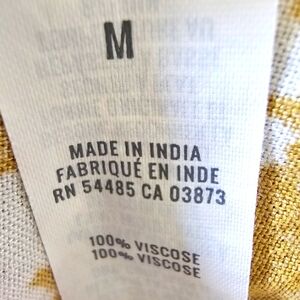 M
MADE IN INDIA
FABRIQUÉ EN INDE
RN 54485 CA 03873
100% VISCOSE
100% VISCOSE